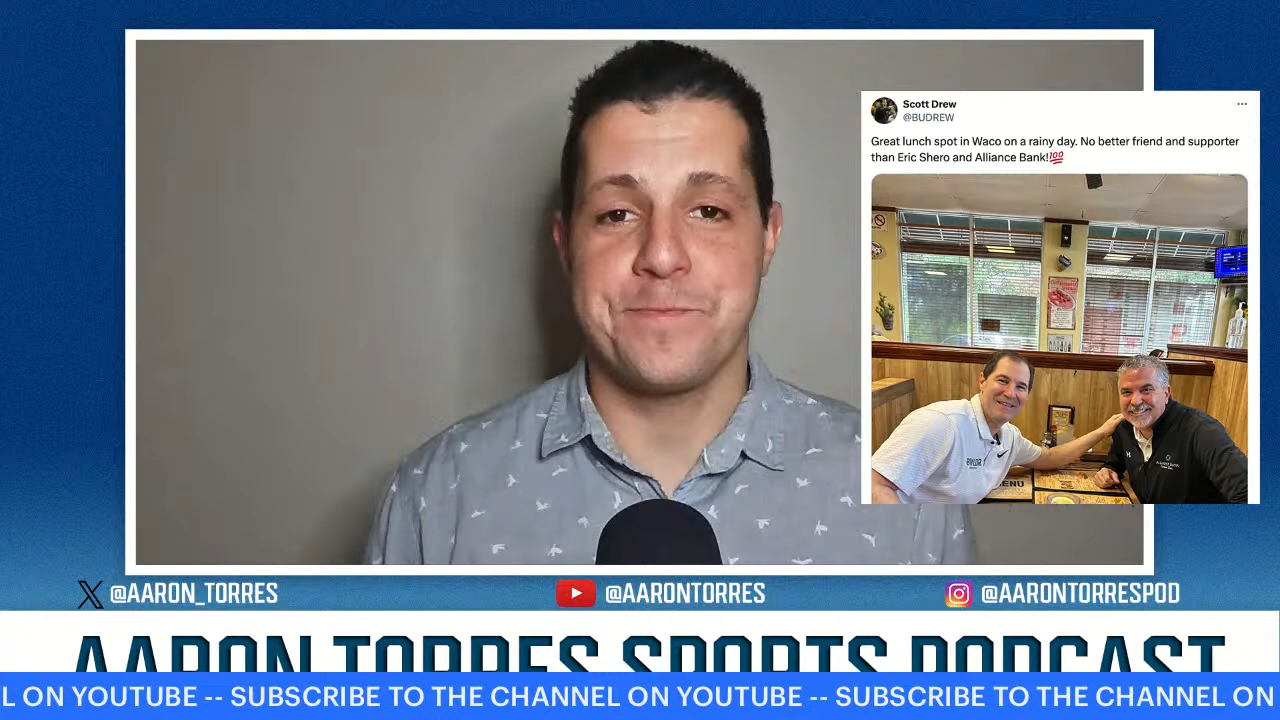 Scott Drew
@BUDREW
Great lunch spot in Waco on a rainy day. No better friend and supporter
than Eric Shero and Alliance Bank!💯
BAYLOR
MENU
@AARON_TORRES
@AARONTORRES
@AARONTORRESPOD
AARON TORRES SPORTS PODCAST
L ON YOUTUBE -- SUBSCRIBE TO THE CHANNEL ON YOUTUBE -- SUBSCRIBE TO THE CHANNEL ON